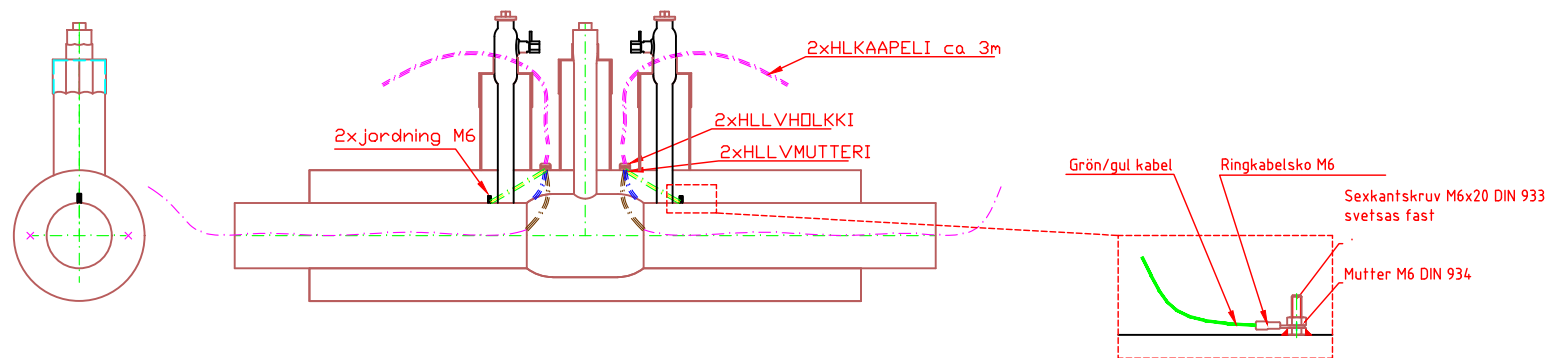 2xHLKAAPELI ca 3m
2xHLLVHOLKKI
2xjordning M6
2xHLLVMUTTERI
Grön/gul kabel
Ringkabelsko M6
Sexkantskruv M6x20 DIN 933
svetsas fast
Mutter M6 DIN 934